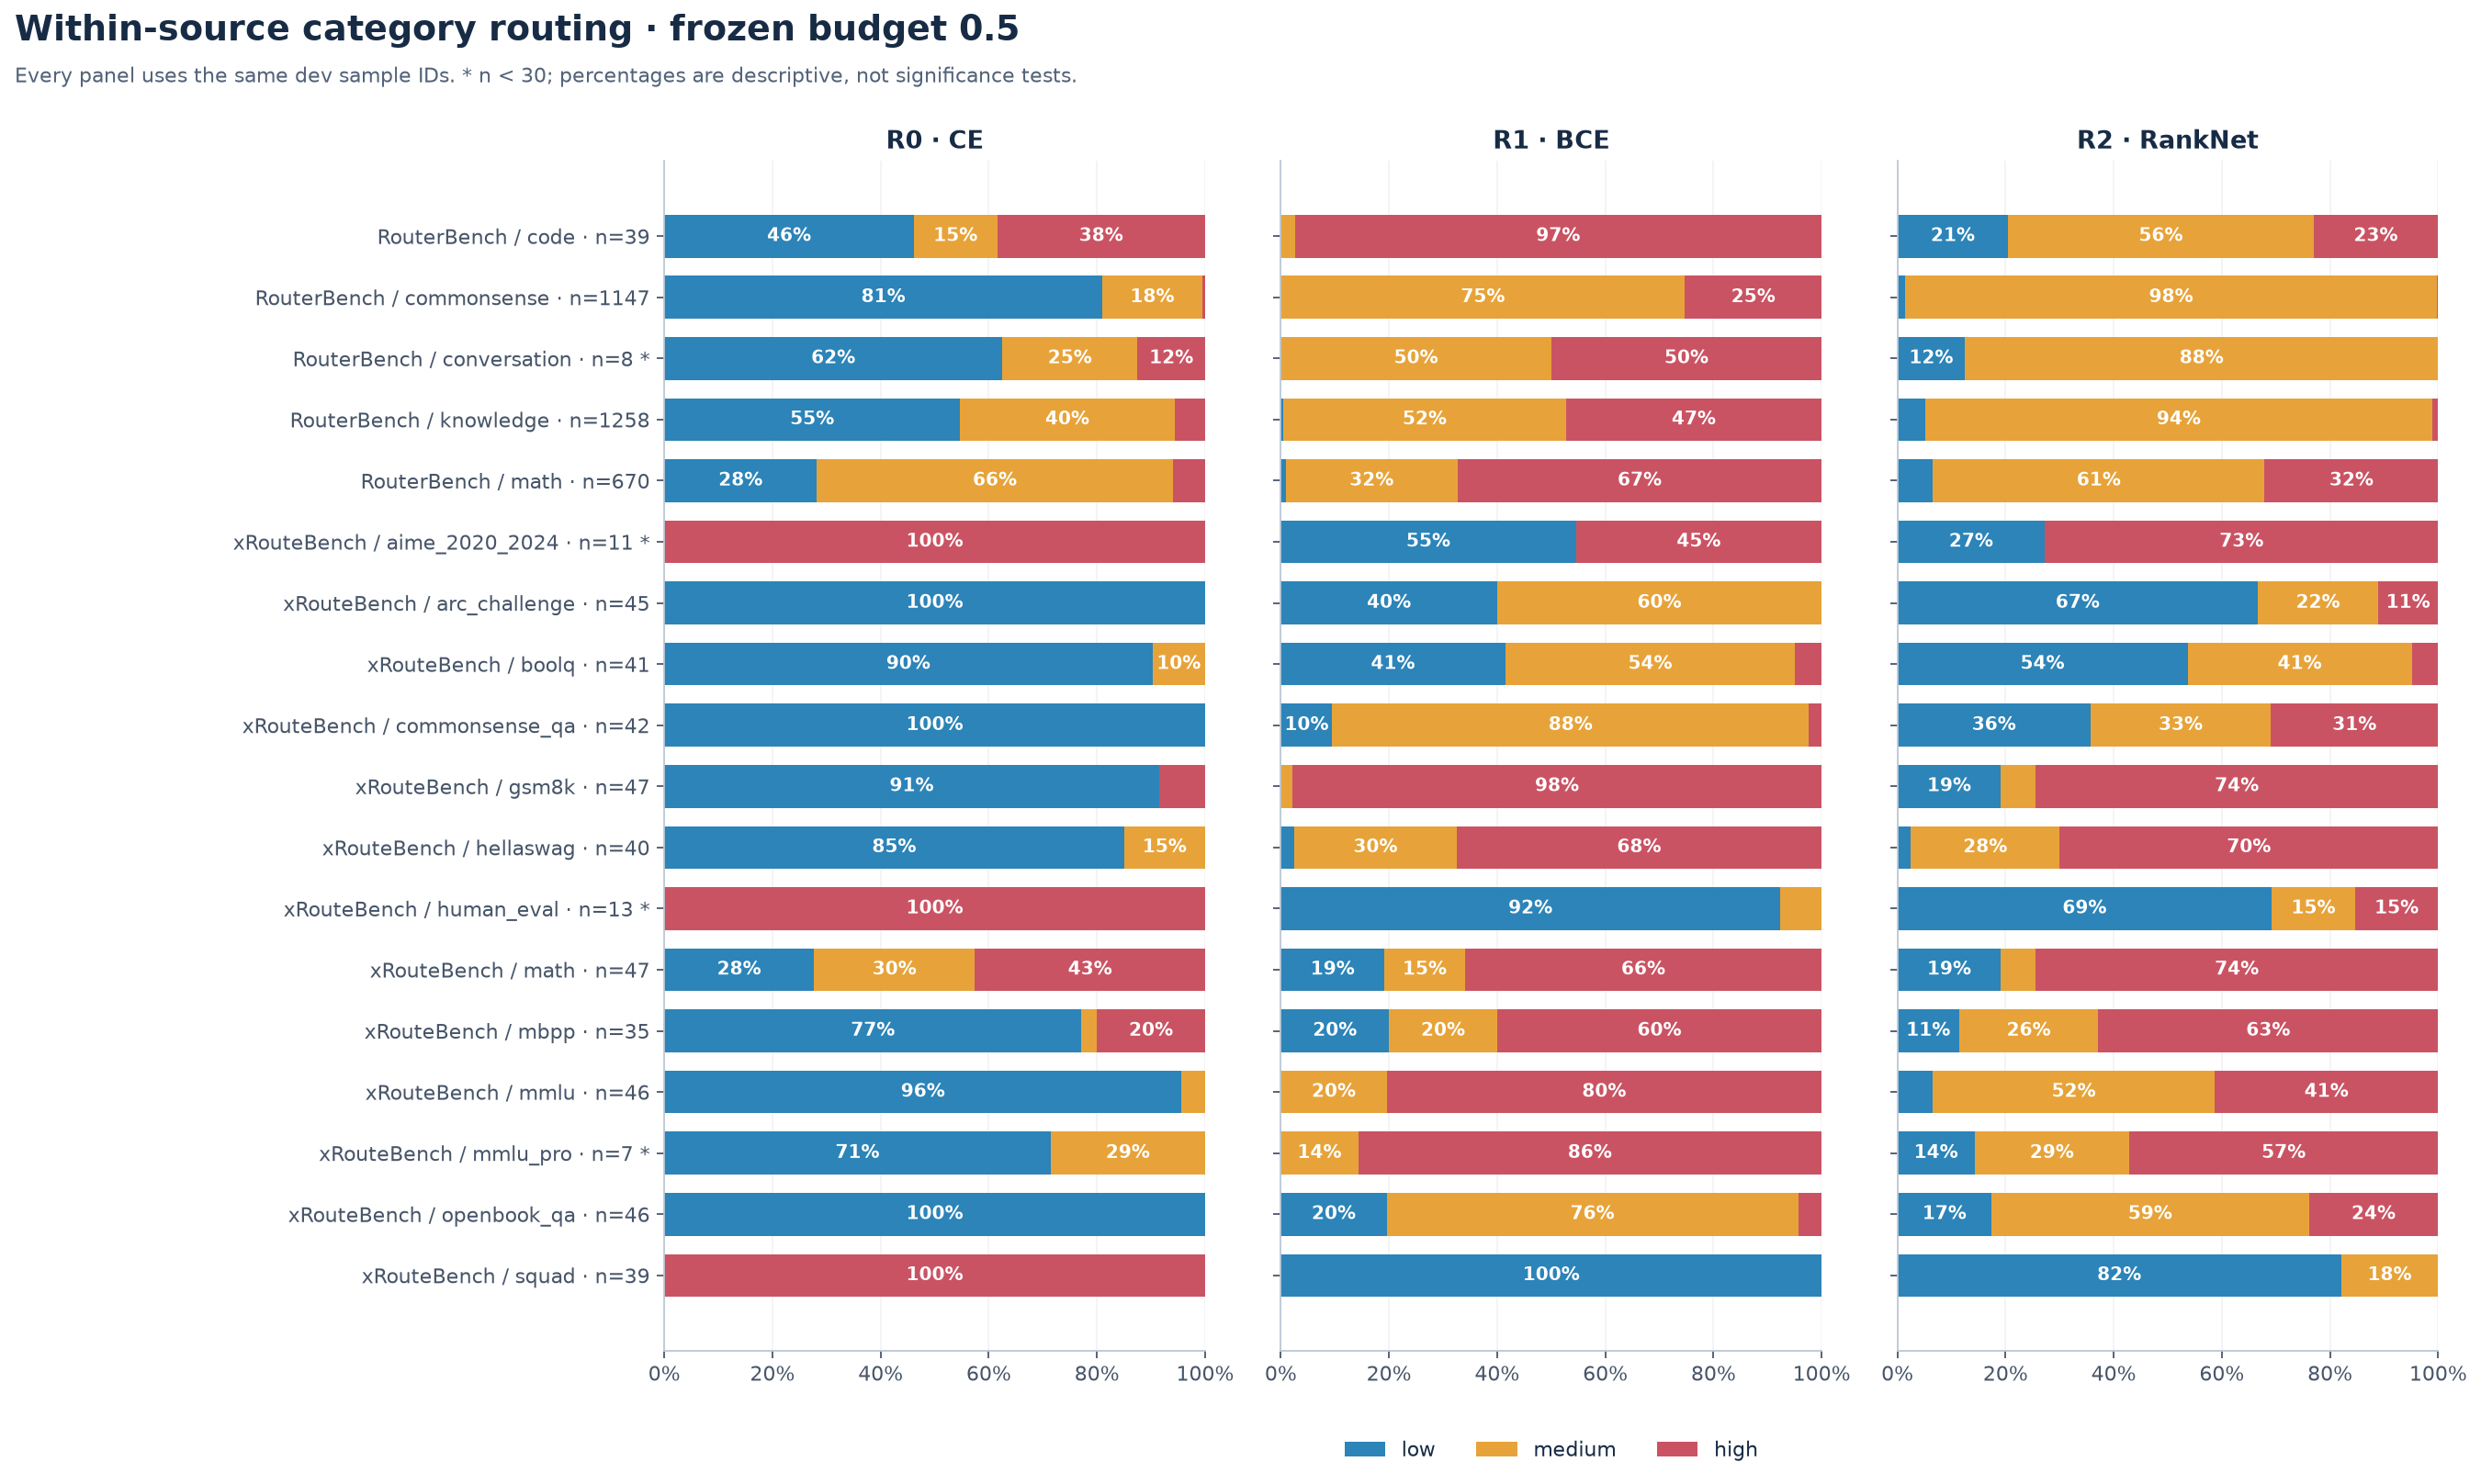 Within-source category routing · frozen budget 0.5
Every panel uses the same dev sample IDs. * n < 30; percentages are descriptive, not significance tests.
R0 · CE
R1 · BCE
R2 · RankNet
RouterBench / code · n=39
46% 15% 38%
97%
21% 56% 23%
RouterBench / commonsense · n=1147
81% 18%
75% 25%
98%
RouterBench / conversation · n=8 *
62% 25% 12%
50% 50%
12% 88%
RouterBench / knowledge · n=1258
55% 40%
52% 47%
94%
RouterBench / math · n=670
28% 66%
32% 67%
61% 32%
xRouteBench / aime_2020_2024 · n=11 *
100%
55% 45%
27% 73%
xRouteBench / arc_challenge · n=45
100%
40% 60%
67% 22% 11%
xRouteBench / boolq · n=41
90% 10%
41% 54%
54% 41%
xRouteBench / commonsense_qa · n=42
100%
10% 88%
36% 33% 31%
xRouteBench / gsm8k · n=47
91%
98%
19% 74%
xRouteBench / hellaswag · n=40
85% 15%
30% 68%
28% 70%
xRouteBench / human_eval · n=13 *
100%
92%
69% 15% 15%
xRouteBench / math · n=47
28% 30% 43%
19% 15% 66%
19% 74%
xRouteBench / mbpp · n=35
77% 20%
20% 20% 60%
11% 26% 63%
xRouteBench / mmlu · n=46
96%
20% 80%
52% 41%
xRouteBench / mmlu_pro · n=7 *
71% 29%
14% 86%
14% 29% 57%
xRouteBench / openbook_qa · n=46
100%
20% 76%
17% 59% 24%
xRouteBench / squad · n=39
100%
100%
82% 18%
0% 20% 40% 60% 80% 100%
0% 20% 40% 60% 80% 100%
0% 20% 40% 60% 80% 100%
low medium high